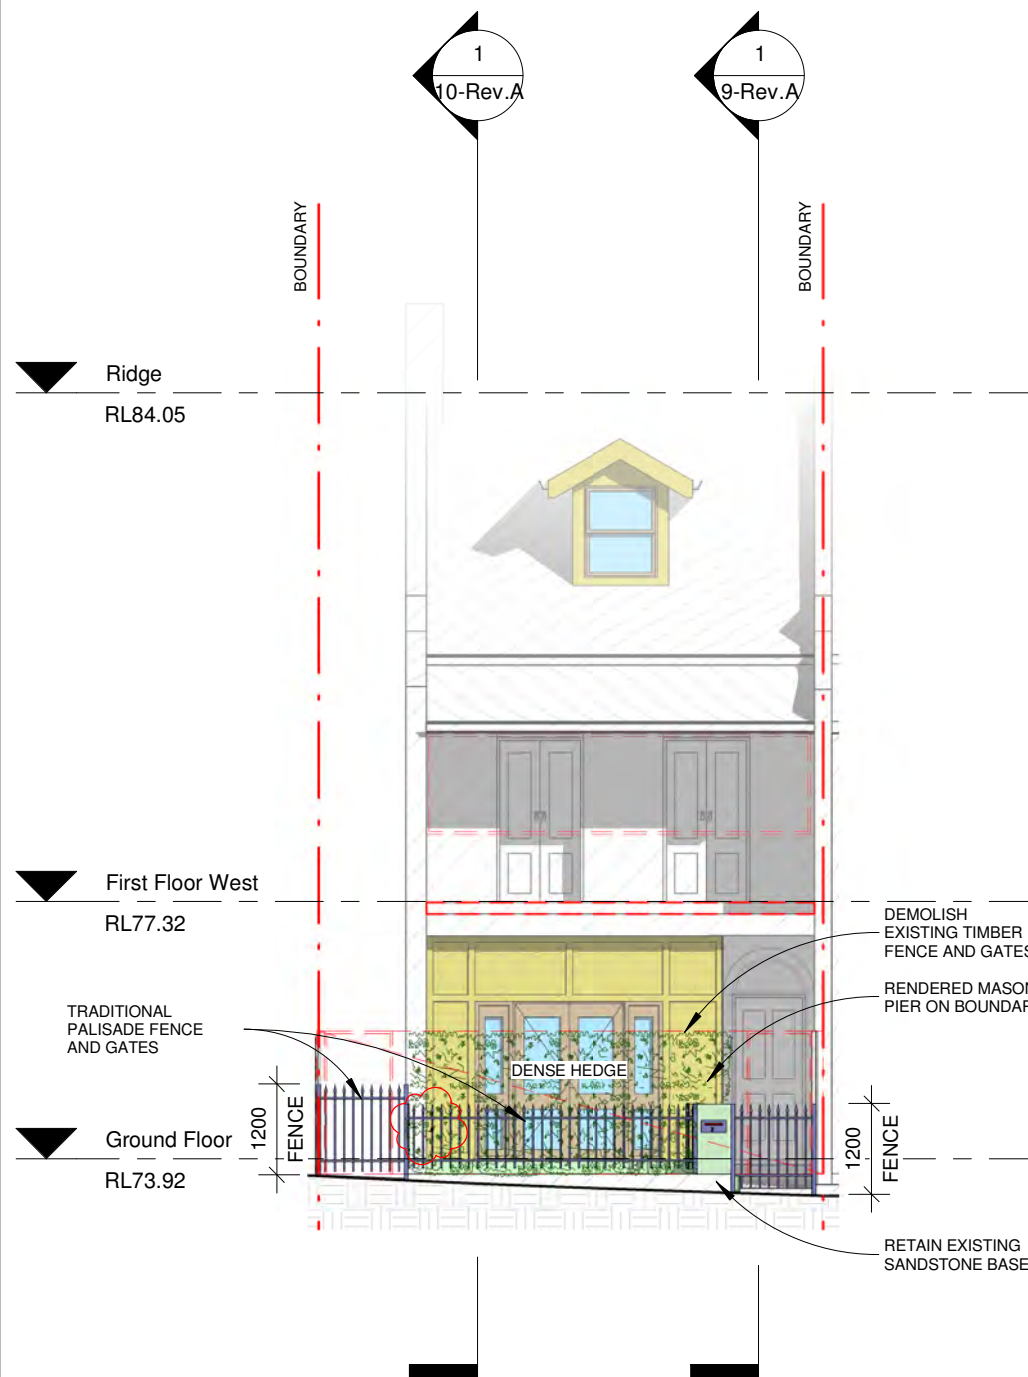 1
10-Rev.A
1
9-Rev.A
BOUNDARY
BOUNDARY
Ridge
RL84.05
First Floor West
RL77.32
DEMOLISH
EXISTING TIMBER
FENCE AND GATES
RENDERED MASON
PIER ON BOUNDAR
TRADITIONAL
PALISADE FENCE
AND GATES
DENSE HEDGE
1200
FENCE
Ground Floor
RL73.92
1200
FENCE
RETAIN EXISTING
SANDSTONE BASE